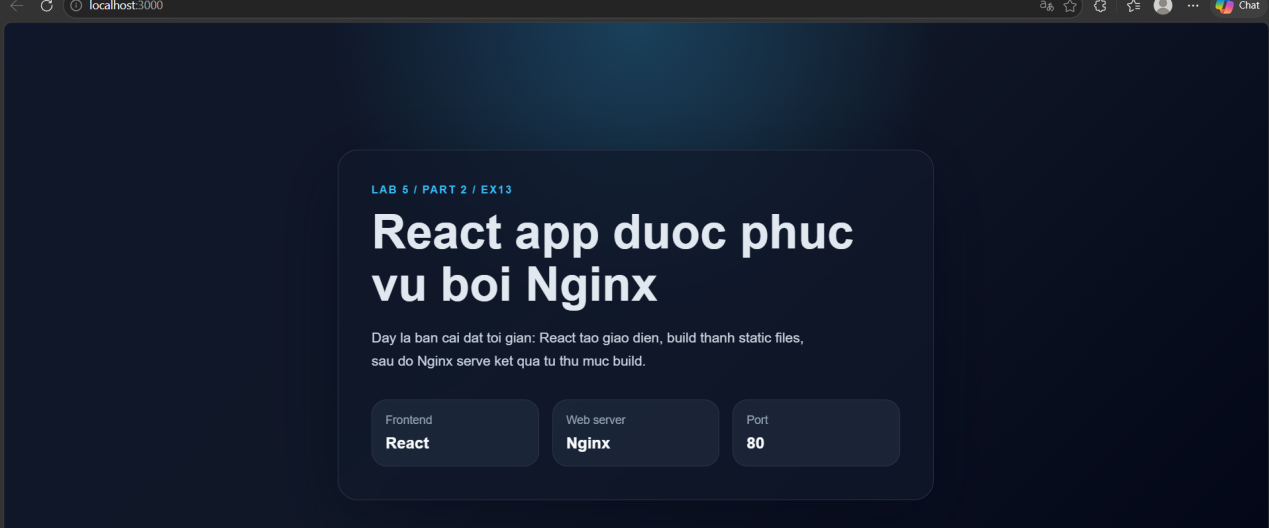 localhost:3000
Chat
LAB 5 / PART 2 / EX13
React app duoc phuc
vu boi Nginx
Day la ban cai dat toi gian: React tao giao dien, build thanh static files,
sau do Nginx serve ket qua tu thu muc build.
Frontend
React
Web server
Nginx
Port
80